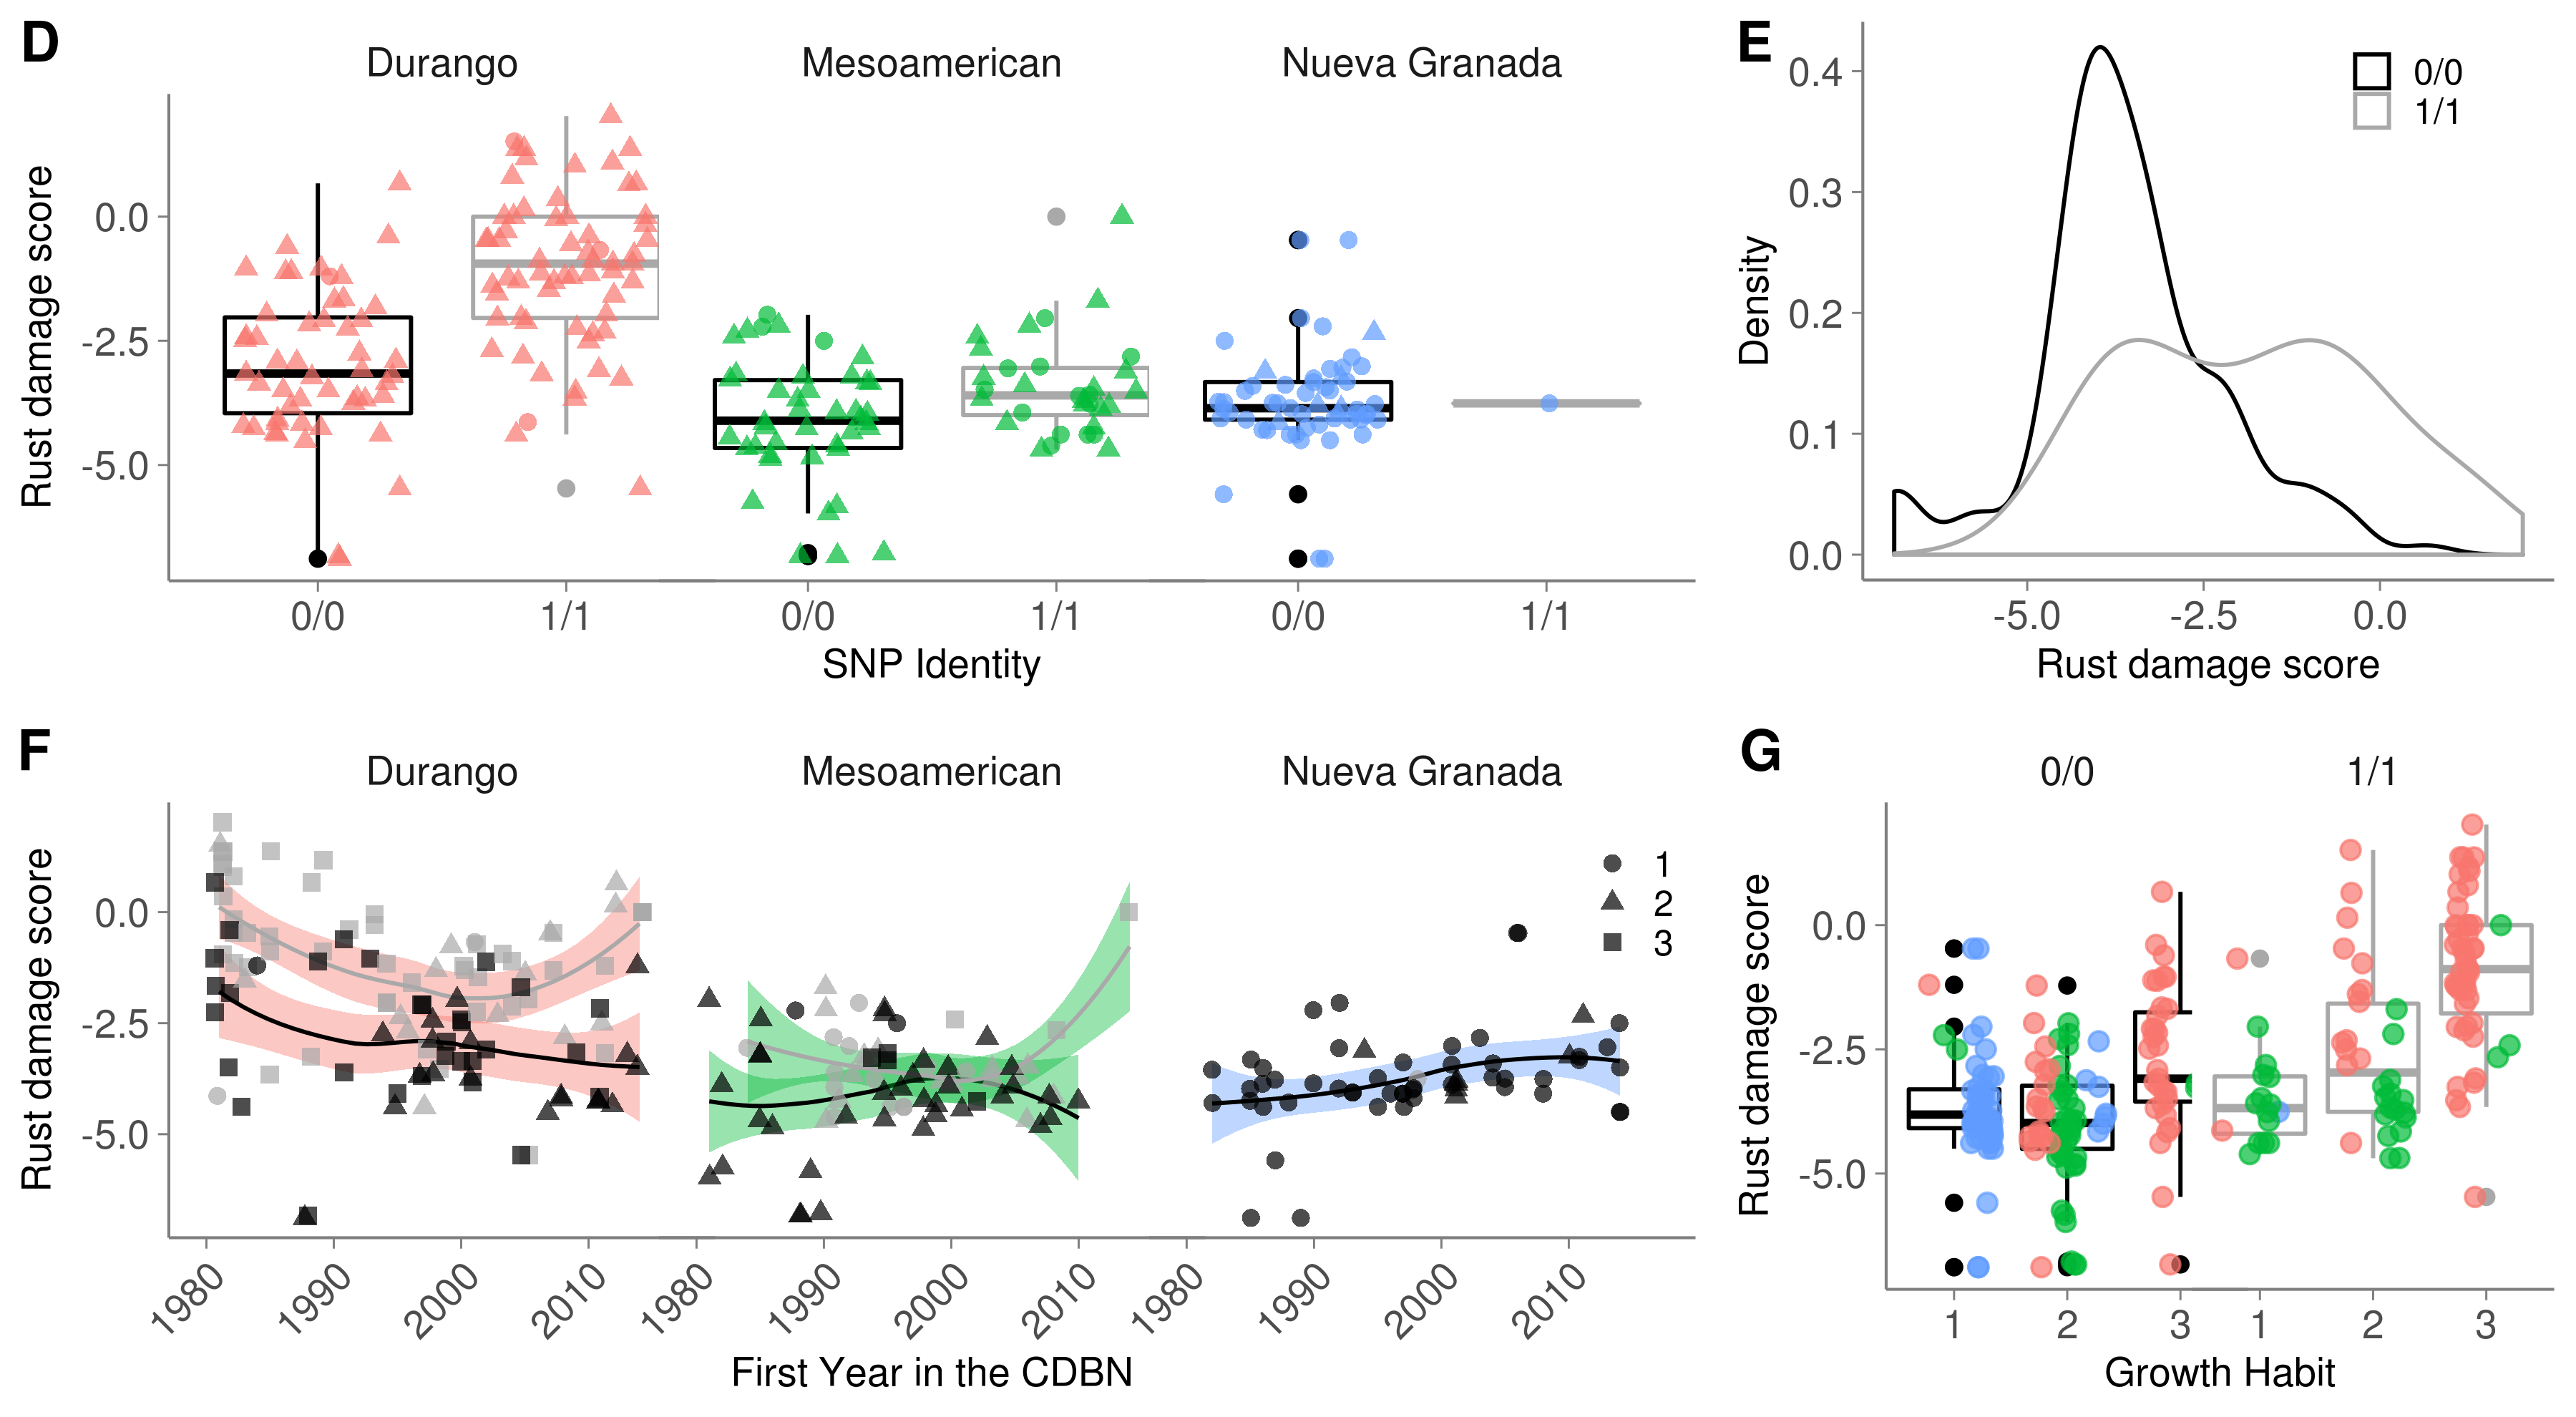 D
Durango Mesoamerican Nueva Granada
Rust damage score
0.0
-2.5
-5.0
0/0 1/1 0/0 1/1 0/0 1/1
SNP Identity
E
0/0
1/1
Density
0.4
0.3
0.2
0.1
0.0
-5.0 -2.5 0.0
Rust damage score
F
Durango Mesoamerican Nueva Granada
1
2
3
Rust damage score
0.0
-2.5
-5.0
1980 1990 2000 2010 1980 1990 2000 2010 1980 1990 2000 2010
First Year in the CDBN
G
0/0 1/1
Rust damage score
0.0
-2.5
-5.0
1 2 3 1 2 3
Growth Habit